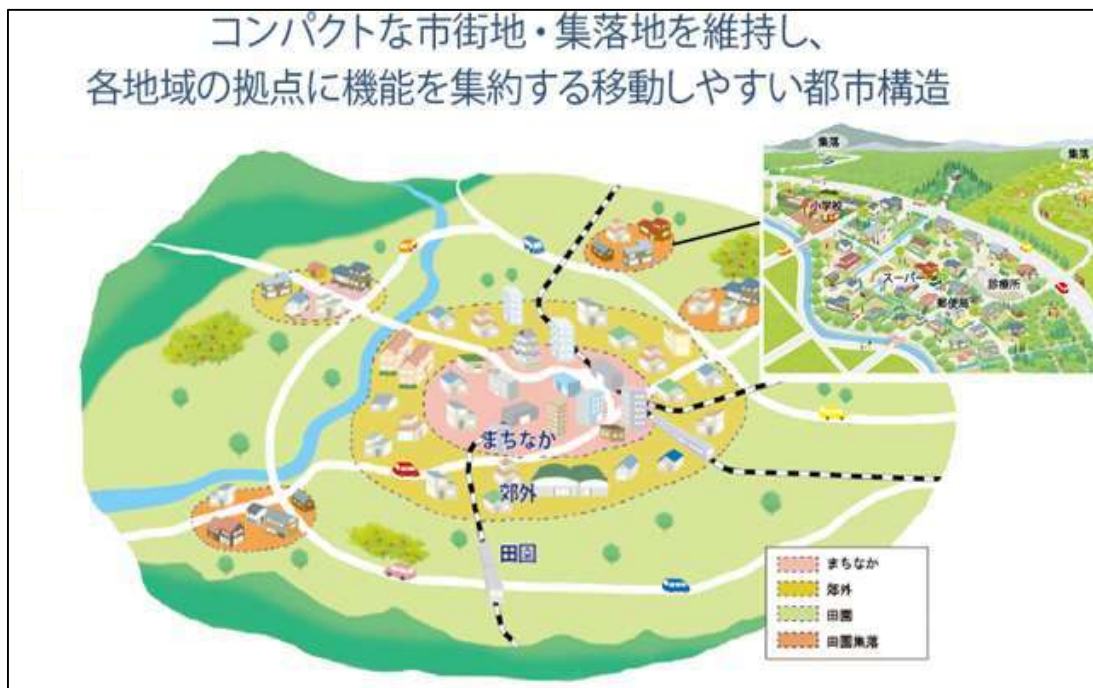 コンパクトな市街地・集落地を維持し、
各地域の拠点に機能を集約する移動しやすい都市構造
集落
集落
小学校
スーパー
診療所
郵便局
まちなか
郊外
田園
まちなか
郊外
田園
田園集落